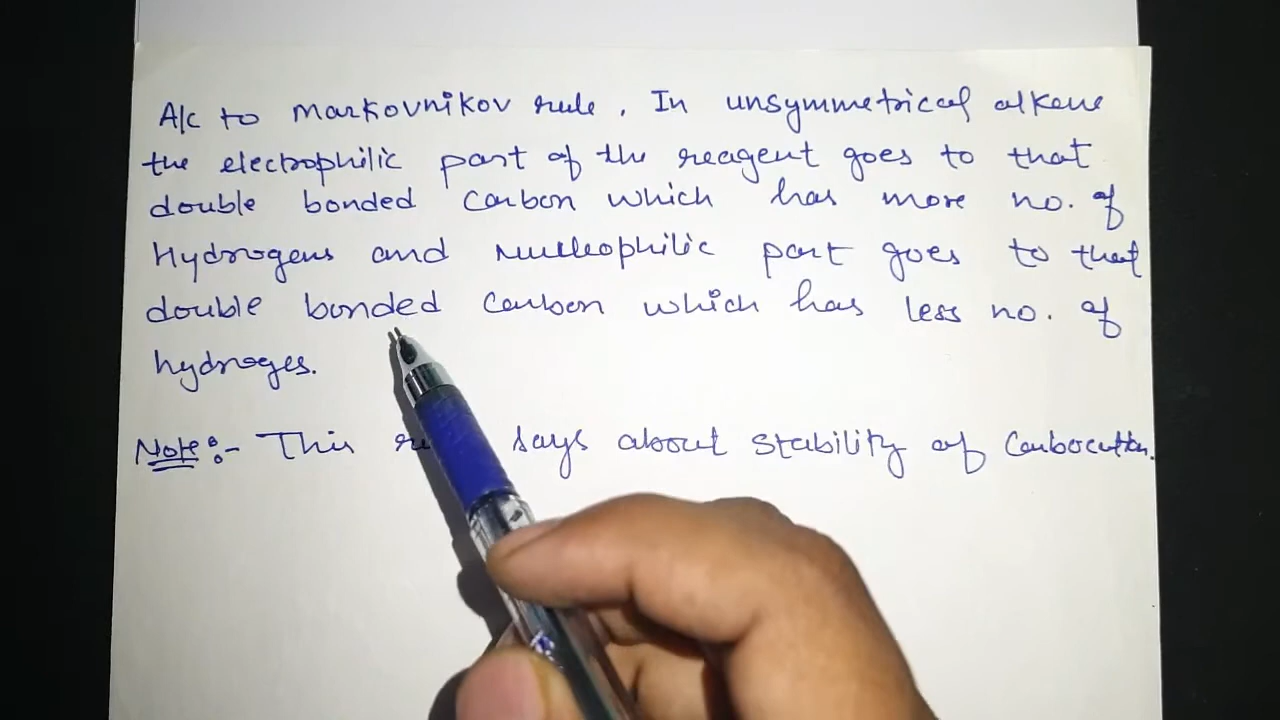 A/c to Markovnikov rule, In unsymmetrical alkene
the electrophilic part of the reagent goes to that
double bonded Carbon which has more no. of
Hydrogens and nucleophilic part goes to that
double bonded Carbon which has less no. of
hydroges.
Note:- This says about stability of Carbocation.